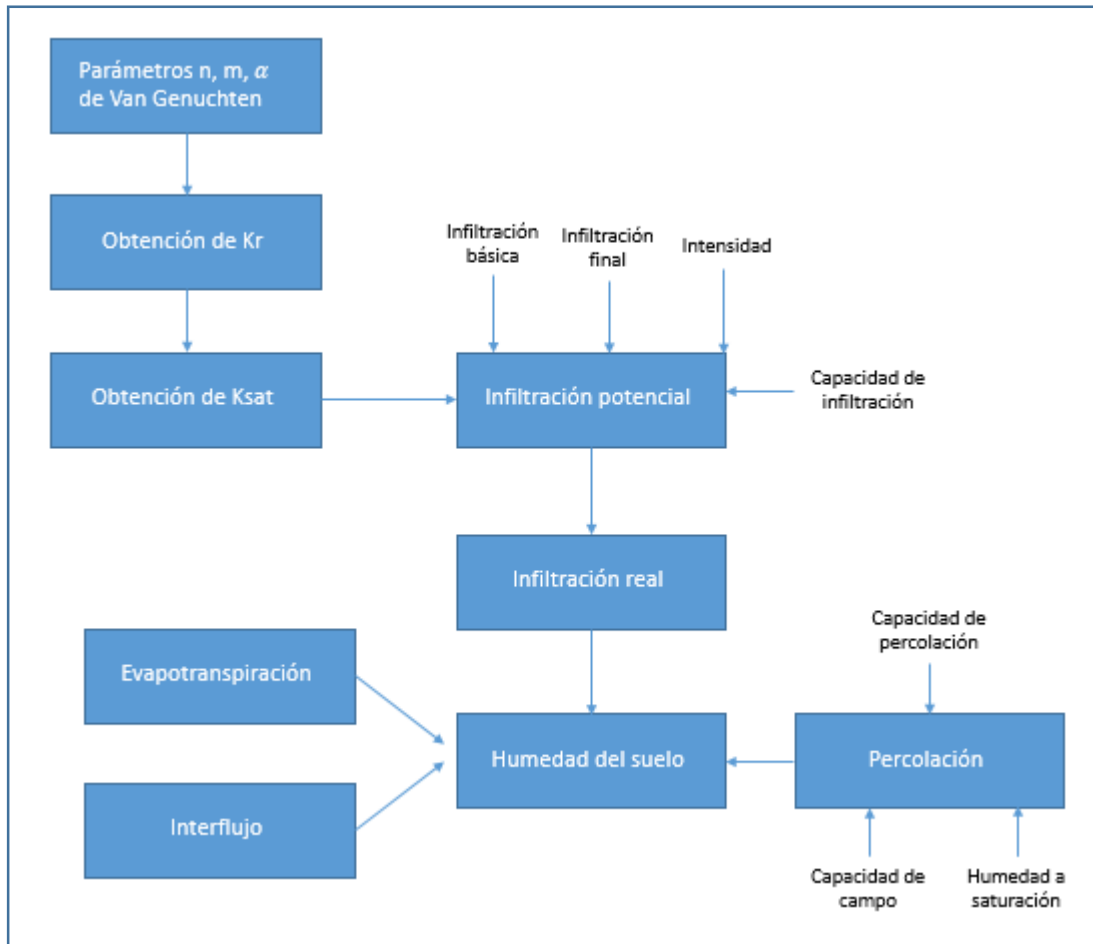 Parámetros n, m, α
de Van Genuchten
Obtención de Kr
Infiltración
básica
Infiltración
final
Intensidad
Obtención de Ksat
Infiltración potencial
Capacidad de
infiltración
Infiltración real
Capacidad de
percolación
Evapotranspiración
Humedad del suelo
Percolación
Interflujo
Capacidad de
campo
Humedad a
saturación